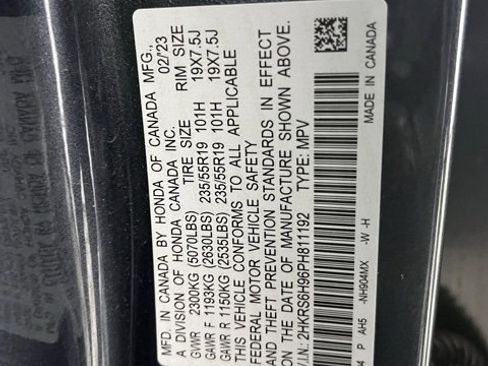 MFD. IN CANADA BY HONDA OF CANADA MFG.,
A DIVISION OF HONDA CANADA INC. 02/23
TIRE SIZE RIM SIZE
GVWR 2300KG (6070LBS)
GAWR F 1193KG (2630LBS) 235/55R19 101H 19X7.5J
GAWR R 1150KG (2535LBS) 235/55R19 101H 19X7.5J
THIS VEHICLE CONFORMS TO ALL APPLICABLE
FEDERAL MOTOR VEHICLE SAFETY
AND THEFT PREVENTION STANDARDS IN EFFECT
ON THE DATE OF MANUFACTURE SHOWN ABOVE.
V.I.N: 2HKRS6H96PH811192 TYPE: MPV
P AH5 -NH904MX -W -H
MADE IN CANADA